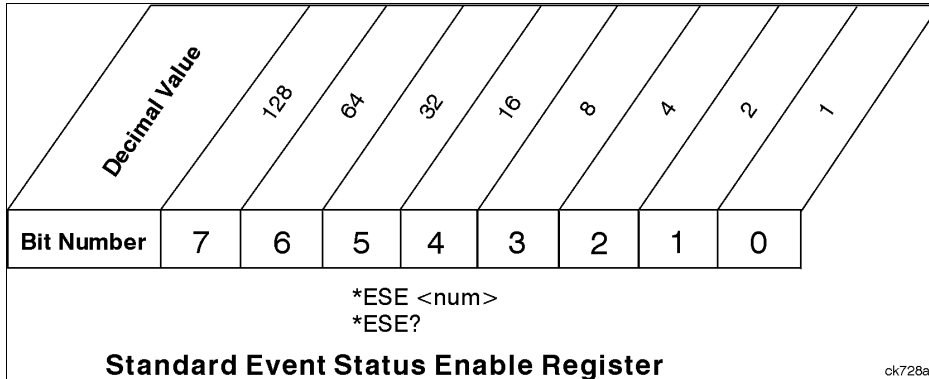 Decimal Value 128 64 32 16 8 4 2 1
Bit Number 7 6 5 4 3 2 1 0
*ESE <num>
*ESE?
Standard Event Status Enable Register
ck728a